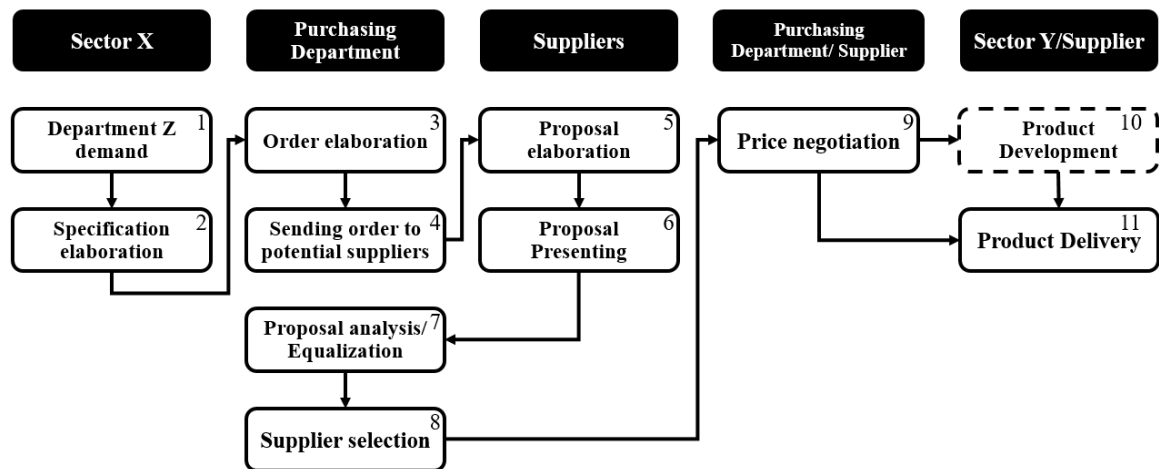 Sector X
Purchasing
Department
Suppliers
Purchasing
Department/ Supplier
Sector Y/Supplier
Department Z
demand
1
Specification
elaboration
2
Order elaboration
3
Sending order to
potential suppliers
4
Proposal
elaboration
5
Proposal
Presenting
6
Proposal analysis/
Equalization
7
Supplier selection
8
Price negotiation
9
Product
Development
10
Product Delivery
11